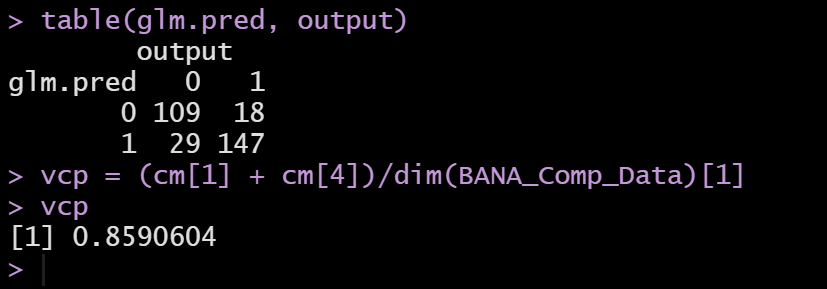 > table(glm.pred, output)
        output
glm.pred   0   1
       0 109  18
       1  29 147
> vcp = (cm[1] + cm[4])/dim(BANA_Comp_Data)[1]
> vcp
[1] 0.8590604
>